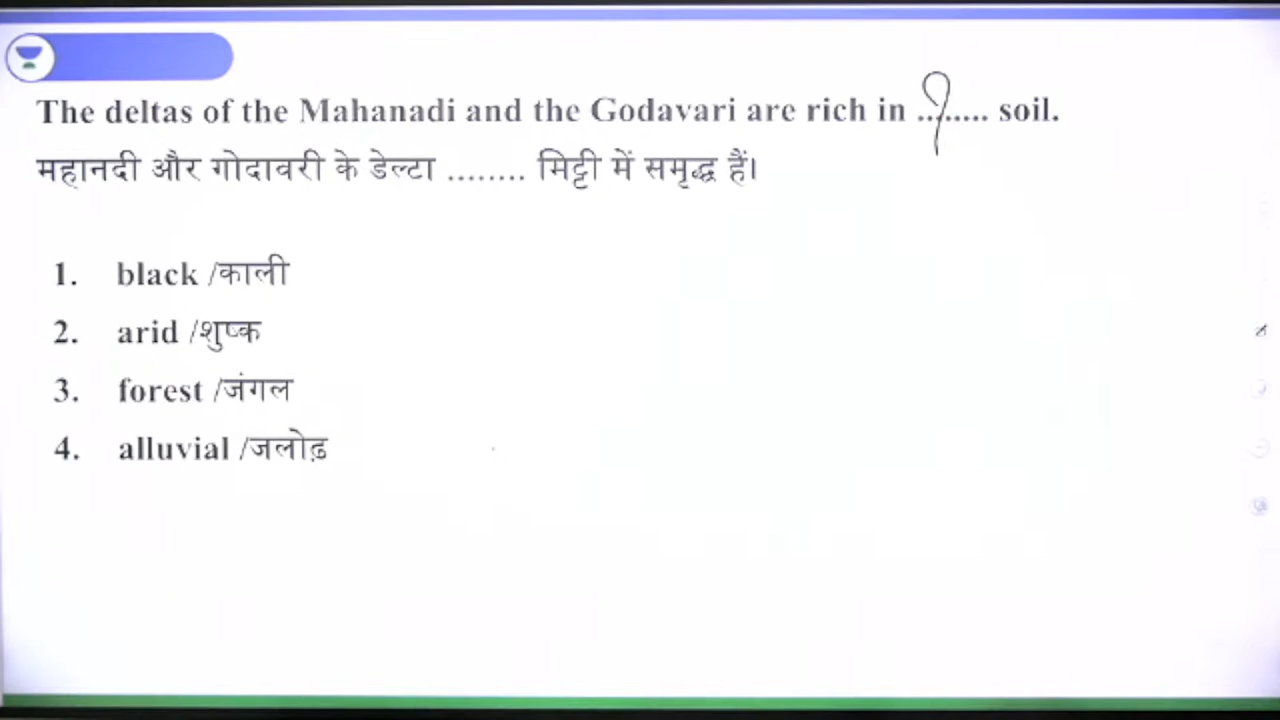 The deltas of the Mahanadi and the Godavari are rich in ........ soil.
महानदी और गोदावरी के डेल्टा ........ मिट्टी में समृद्ध हैं।
1. black /काली
2. arid /शुष्क
3. forest /जंगल
4. alluvial /जलोढ़